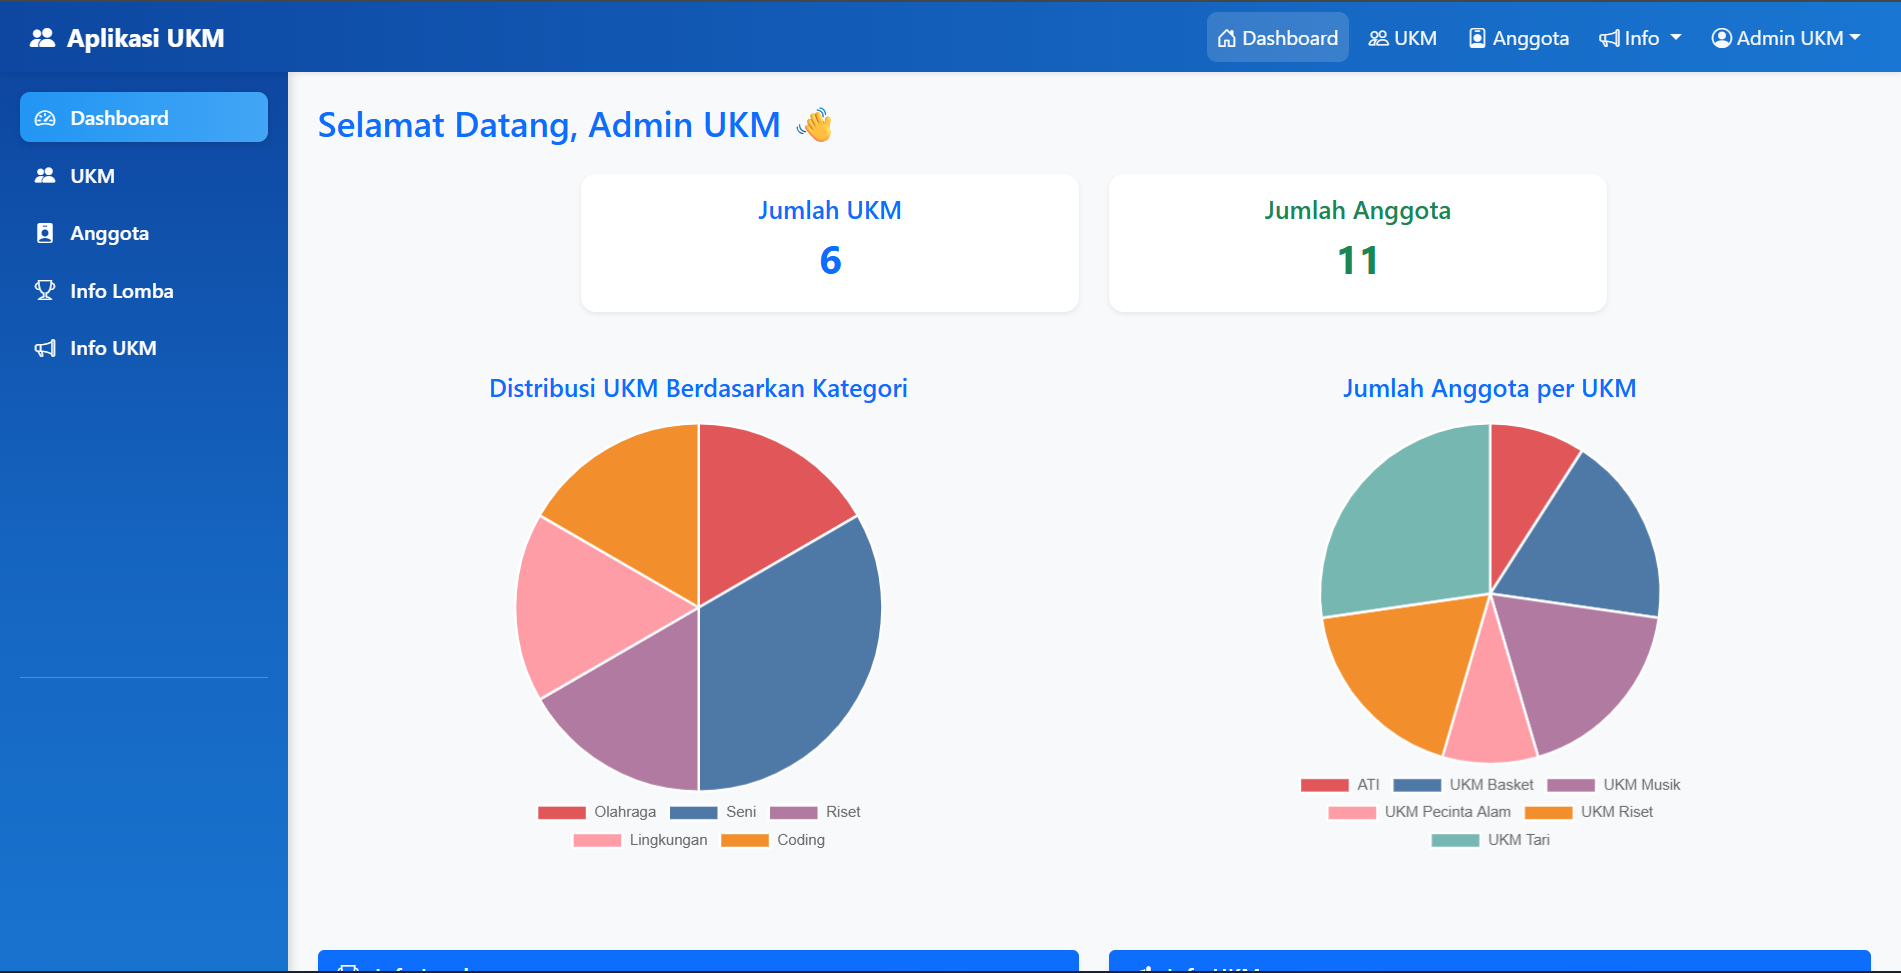 Aplikasi UKM
Dashboard UKM Anggota Info Admin UKM
Dashboard
UKM
Anggota
Info Lomba
Info UKM
Selamat Datang, Admin UKM 👋
Jumlah UKM
6
Jumlah Anggota
11
Distribusi UKM Berdasarkan Kategori
Olahraga Seni Riset
Lingkungan Coding
Jumlah Anggota per UKM
ATI UKM Basket UKM Musik
UKM Pecinta Alam UKM Riset
UKM Tari
Info UKM